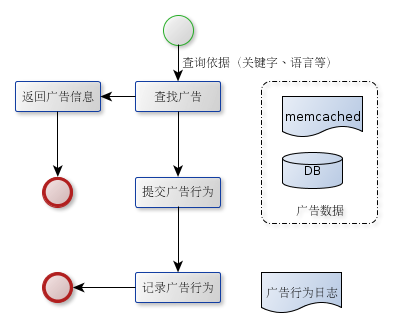 查询依据（关键字、语言等）
返回广告信息
查找广告
memcached
DB
提交广告行为
广告数据
记录广告行为
广告行为日志